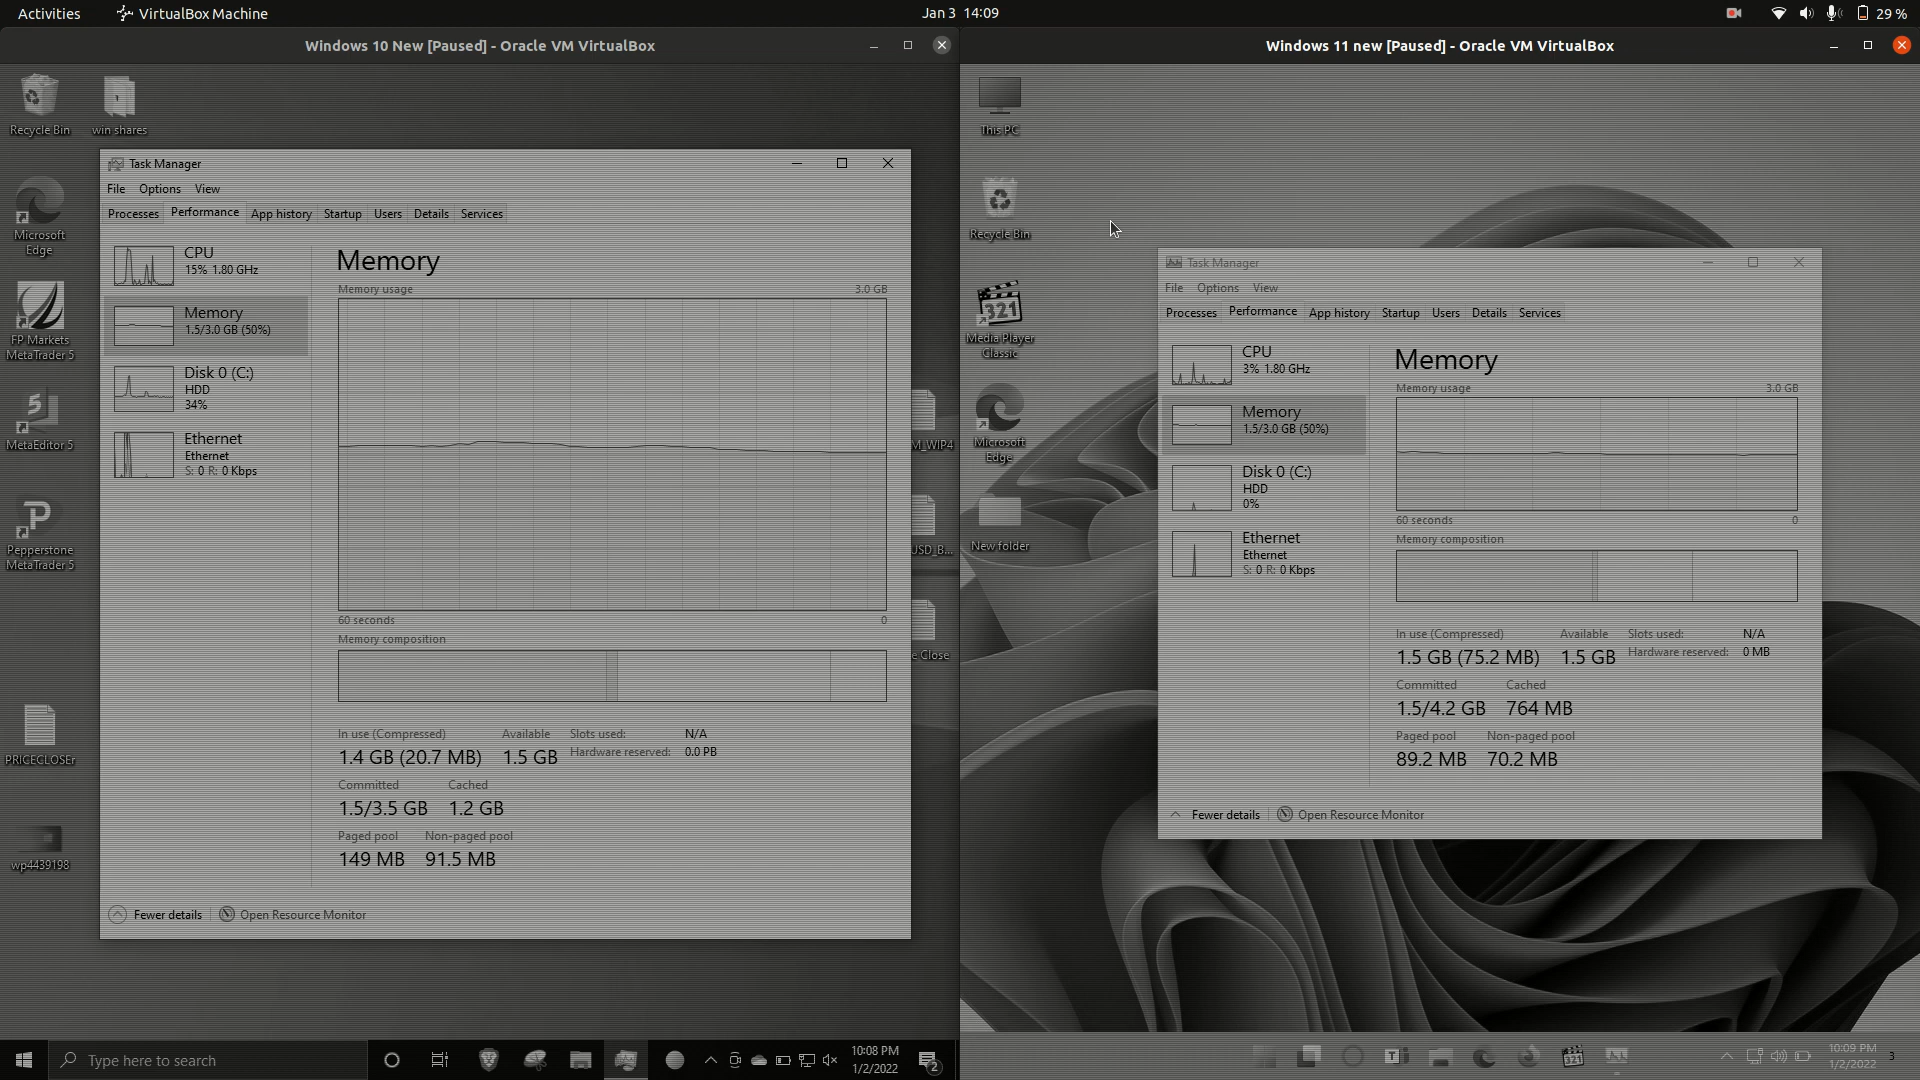 Activities
VirtualBox Machine
Jan 3 14:09
29 %
Windows 10 New [Paused] - Oracle VM VirtualBox
Recycle Bin
win shares
Microsoft
Edge
FP Markets
MetaTrader 5
MetaEditor 5
Pepperstone
MetaTrader 5
PRICECLOSEr
wp4439198
M_WIP4
USD_B...
e Close
Task Manager
File Options View
Processes Performance App history Startup Users Details Services
CPU
15% 1.80 GHz
Memory
1.5/3.0 GB (50%)
Disk 0 (C:)
HDD
34%
Ethernet
Ethernet
S: 0 R: 0 Kbps
Memory
Memory usage 3.0 GB
60 seconds 0
Memory composition
In use (Compressed) Available Slots used: N/A
1.4 GB (20.7 MB) 1.5 GB Hardware reserved: 0.0 PB
Committed Cached
1.5/3.5 GB 1.2 GB
Paged pool Non-paged pool
149 MB 91.5 MB
Fewer details Open Resource Monitor
Type here to search
10:08 PM
1/2/2022
2
Windows 11 new [Paused] - Oracle VM VirtualBox
This PC
Recycle Bin
321
Media Player
Classic
Microsoft
Edge
New folder
Task Manager
File Options View
Processes Performance App history Startup Users Details Services
CPU
3% 1.80 GHz
Memory
1.5/3.0 GB (50%)
Disk 0 (C:)
HDD
0%
Ethernet
Ethernet
S: 0 R: 0 Kbps
Memory
Memory usage 3.0 GB
60 seconds 0
Memory composition
In use (Compressed) Available Slots used: N/A
1.5 GB (75.2 MB) 1.5 GB Hardware reserved: 0 MB
Committed Cached
1.5/4.2 GB 764 MB
Paged pool Non-paged pool
89.2 MB 70.2 MB
Fewer details Open Resource Monitor
10:09 PM
1/2/2022
3